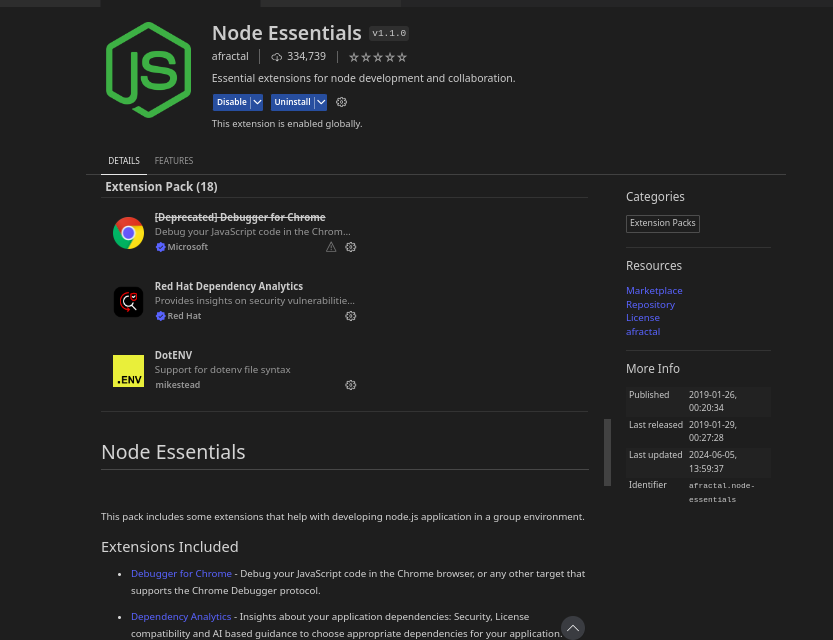 JS
Node Essentials v1.1.0
afractal 334,739
Essential extensions for node development and collaboration.
Disable Uninstall
This extension is enabled globally.
DETAILS FEATURES
Extension Pack (18)
[Deprecated] Debugger for Chrome
Debug your JavaScript code in the Chrom...
Microsoft
Red Hat Dependency Analytics
Provides insights on security vulnerabilitie...
Red Hat
.ENV
DotENV
Support for dotenv file syntax
mikestead
Node Essentials
This pack includes some extensions that help with developing node.js application in a group environment.
Extensions Included
• Debugger for Chrome - Debug your JavaScript code in the Chrome browser, or any other target that
supports the Chrome Debugger protocol.
• Dependency Analytics - Insights about your application dependencies: Security, License
compatibility and AI based guidance to choose appropriate dependencies for your application.
Categories
Extension Packs
Resources
Marketplace
Repository
License
afractal
More Info
Published 2019-01-26,
00:20:34
Last released 2019-01-29,
00:27:28
Last updated 2024-06-05,
13:59:37
Identifier afractal.node-
essentials